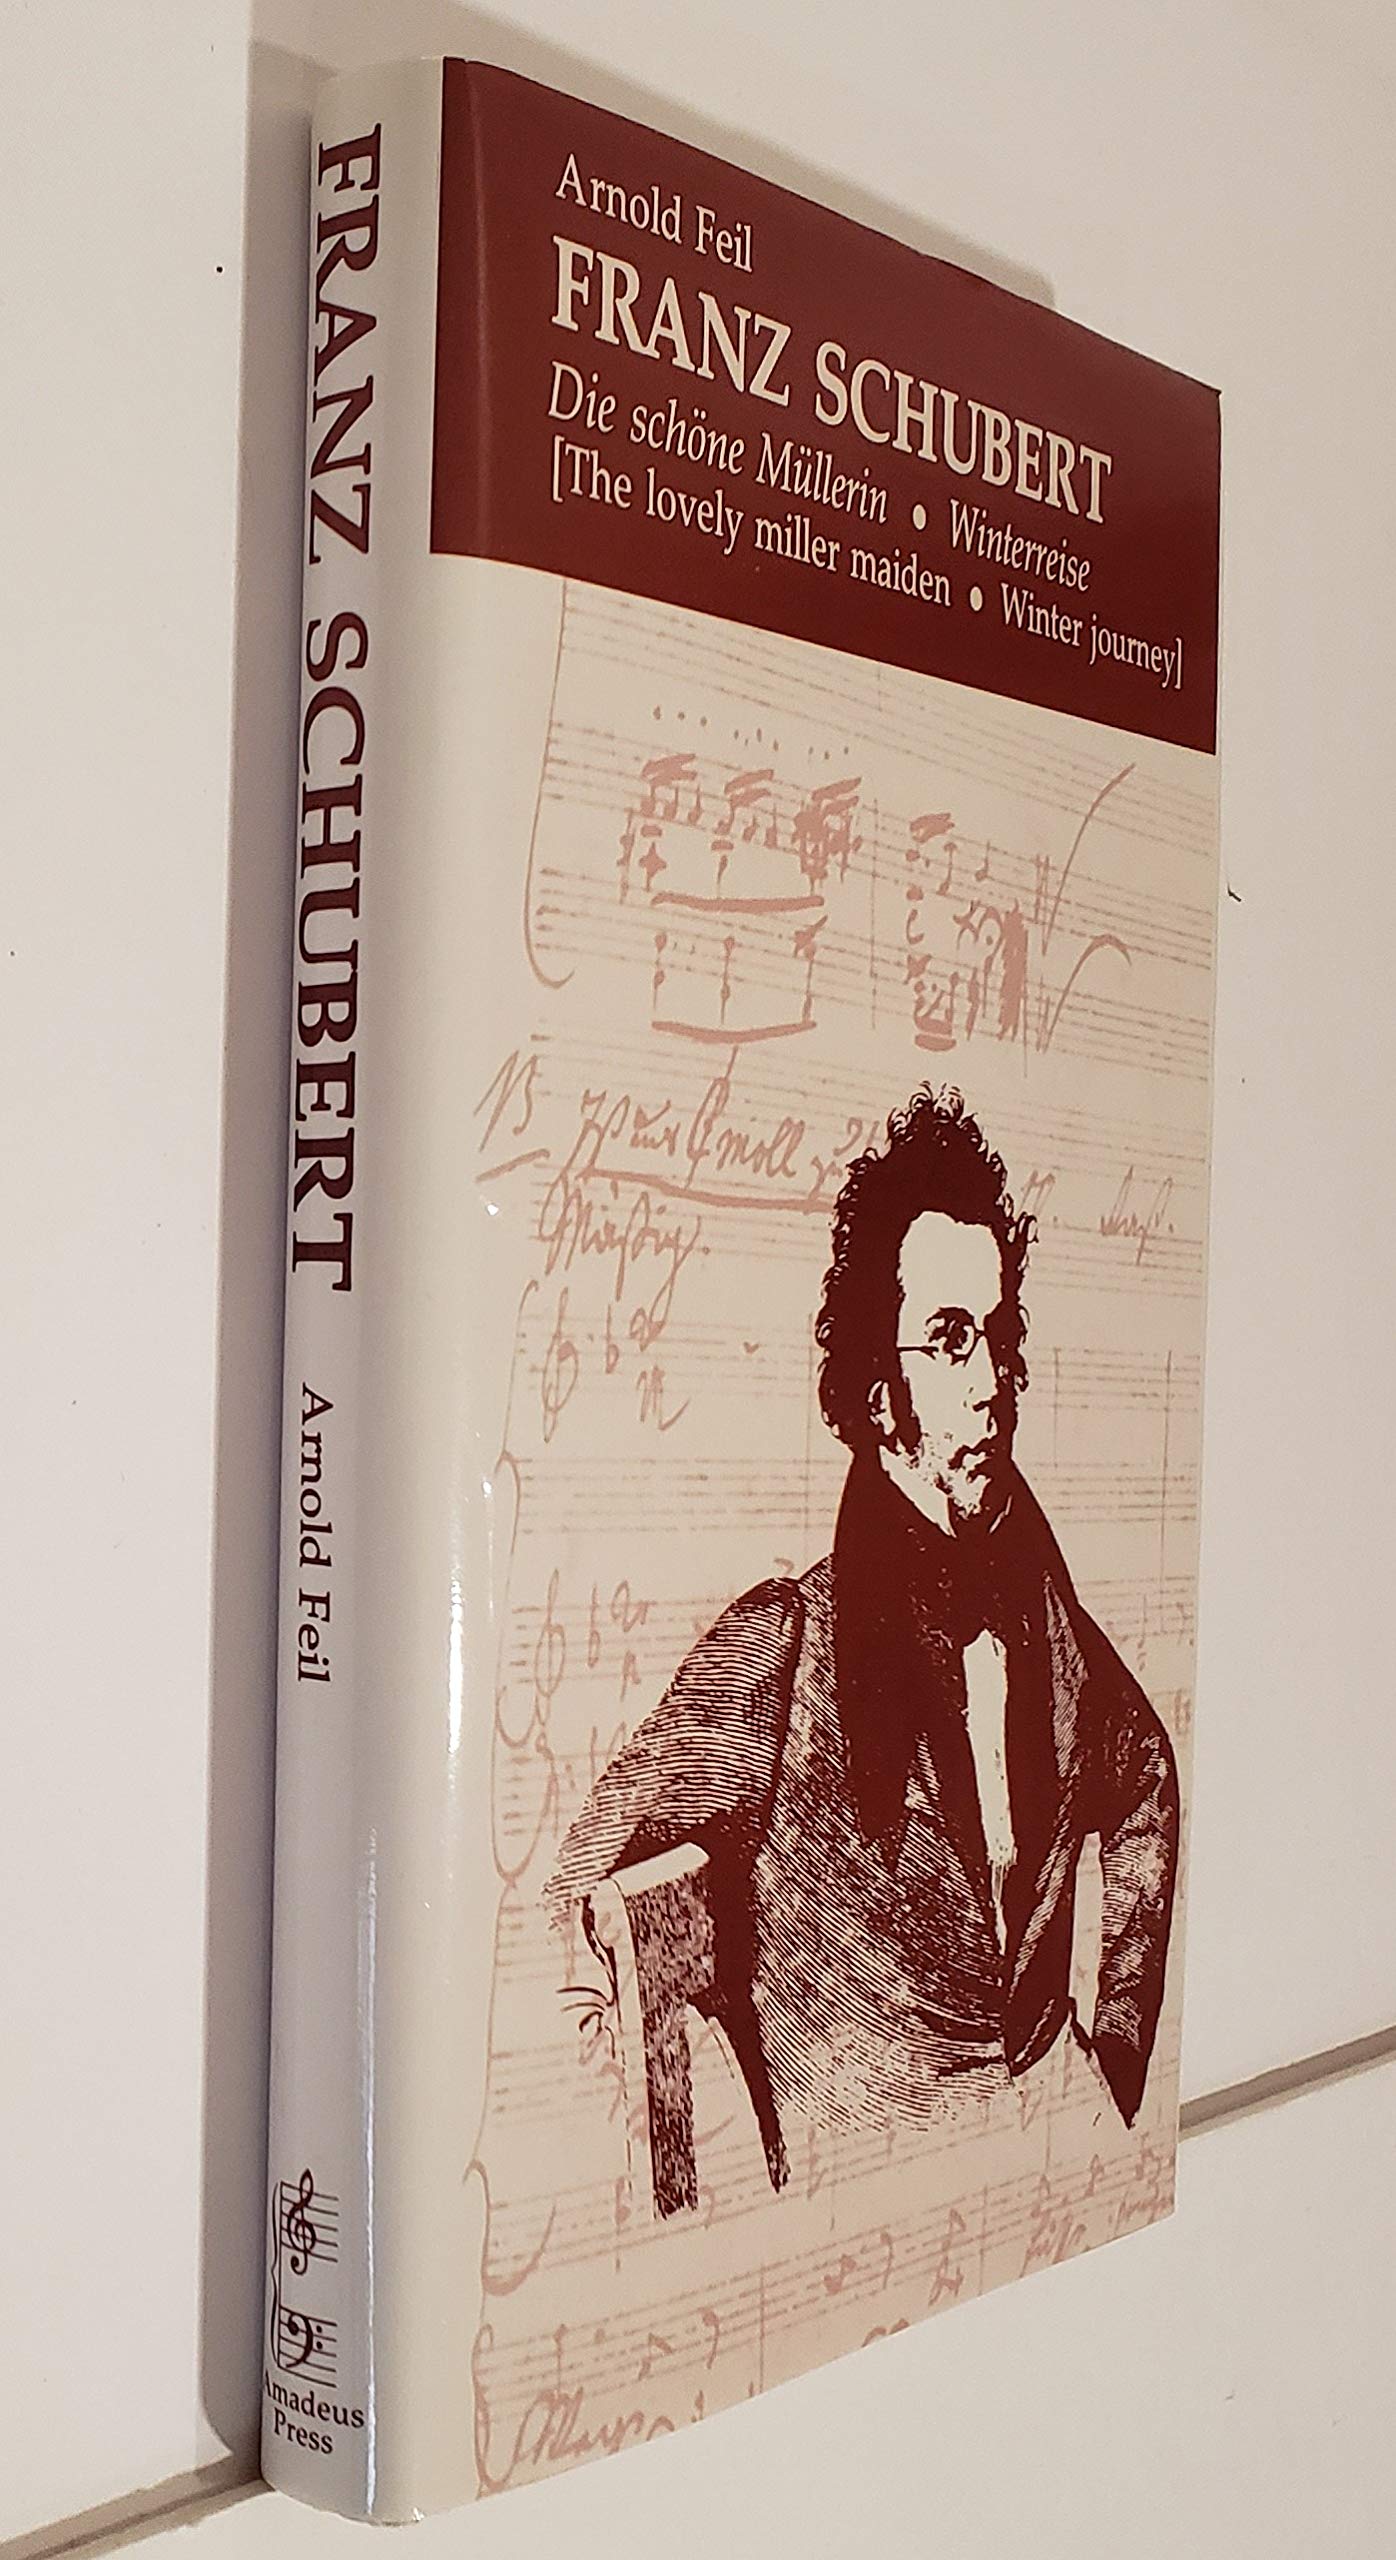 FRANZ SCHUBERT Arnold Feil
Amadeus
Press
Arnold Feil
FRANZ SCHUBERT
Die schöne Müllerin • Winterreise
[The lovely miller maiden • Winter journey]
Mäßig.